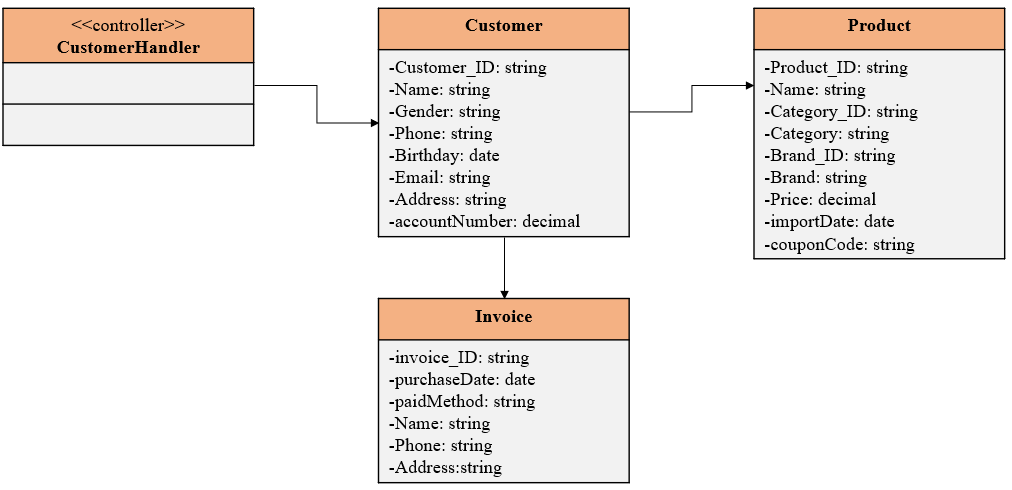 <<controller>>
CustomerHandler
Customer
-Customer_ID: string
-Name: string
-Gender: string
-Phone: string
-Birthday: date
-Email: string
-Address: string
-accountNumber: decimal
Product
-Product_ID: string
-Name: string
-Category_ID: string
-Category: string
-Brand_ID: string
-Brand: string
-Price: decimal
-importDate: date
-couponCode: string
Invoice
-invoice_ID: string
-purchaseDate: date
-paidMethod: string
-Name: string
-Phone: string
-Address:string